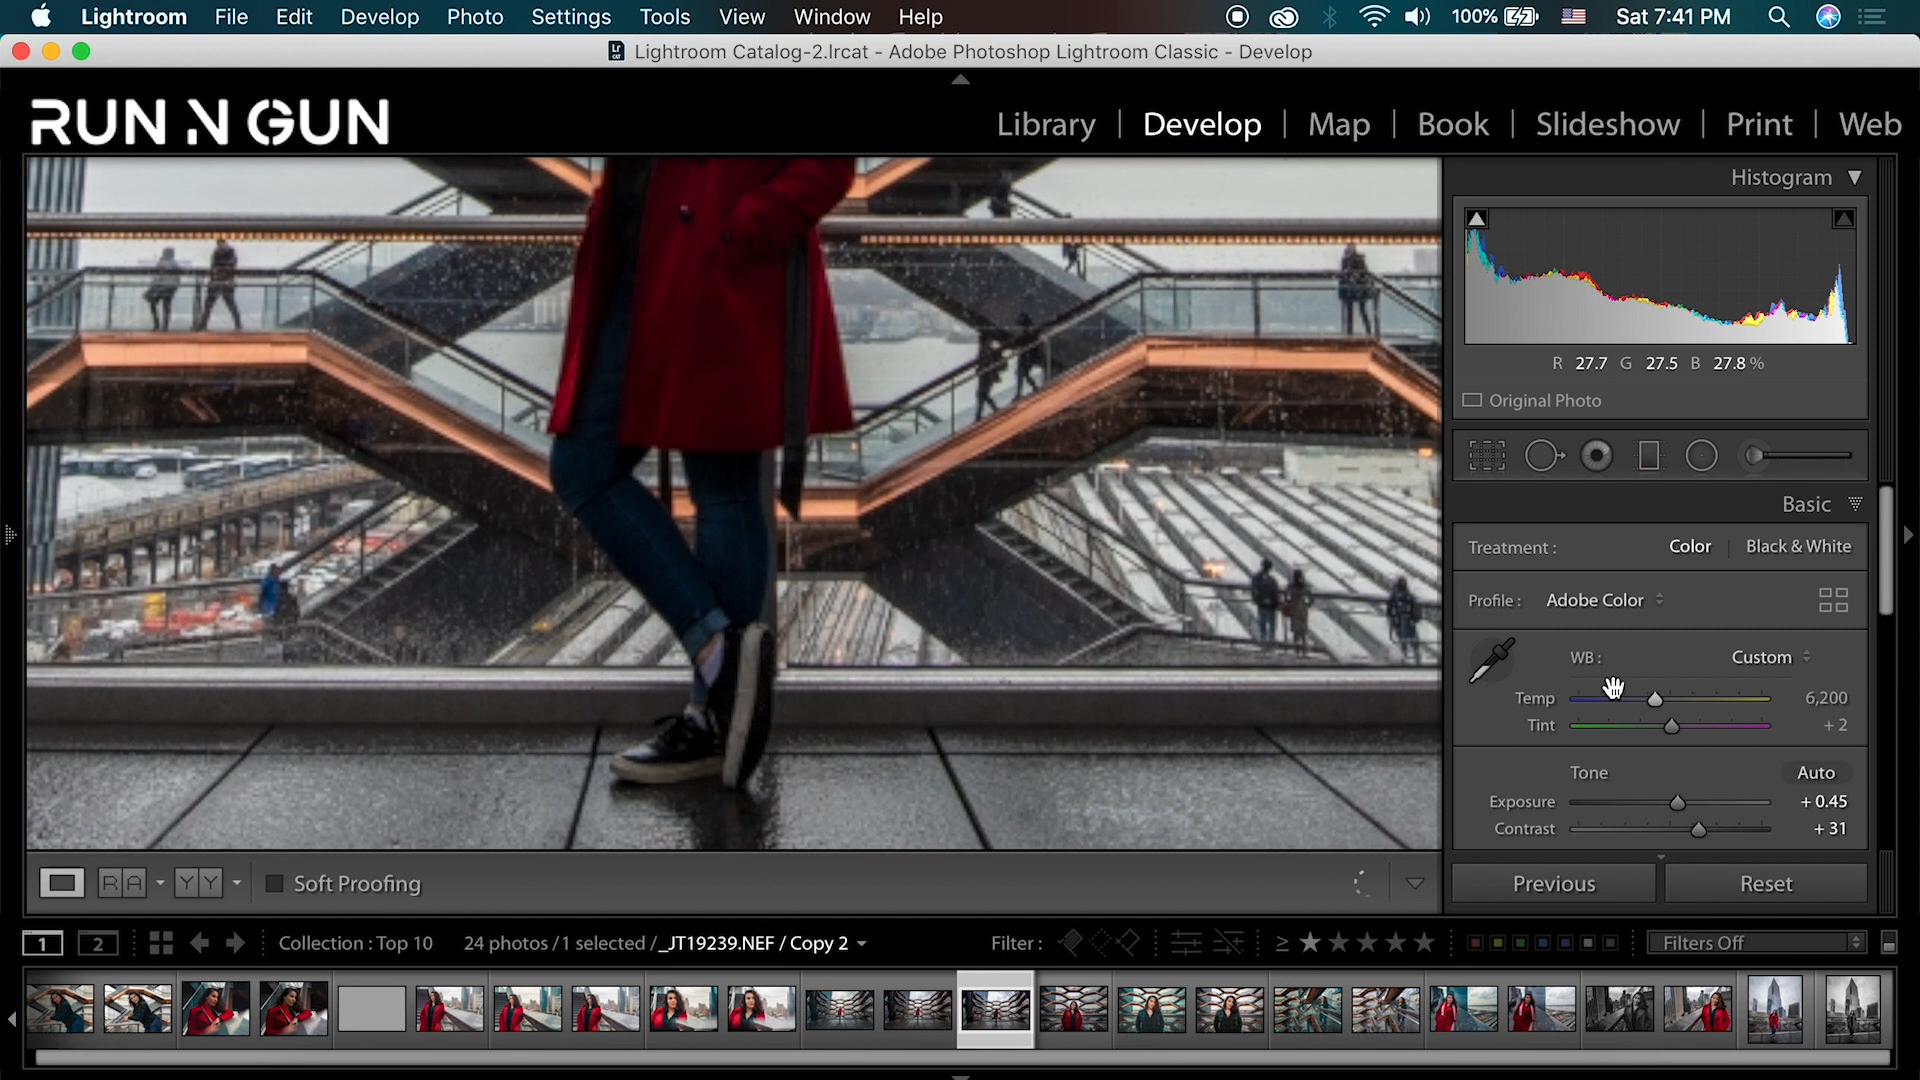 Lightroom File Edit Develop Photo Settings Tools View Window Help 100% Sat 7:41 PM
Lightroom Catalog-2.lrcat - Adobe Photoshop Lightroom Classic - Develop
RUN N GUN
Library | Develop | Map | Book | Slideshow | Print | Web
Histogram
R 27.7 G 27.5 B 27.8 %
Original Photo
Basic
Treatment : Color Black & White
Profile : Adobe Color
WB : Custom
Temp 6,200
Tint + 2
Tone Auto
Exposure + 0.45
Contrast + 31
R A Y Y Soft Proofing
Previous Reset
1 2 Collection : Top 10 24 photos / 1 selected / _JT19239.NEF / Copy 2 Filter : ≥ Filters Off